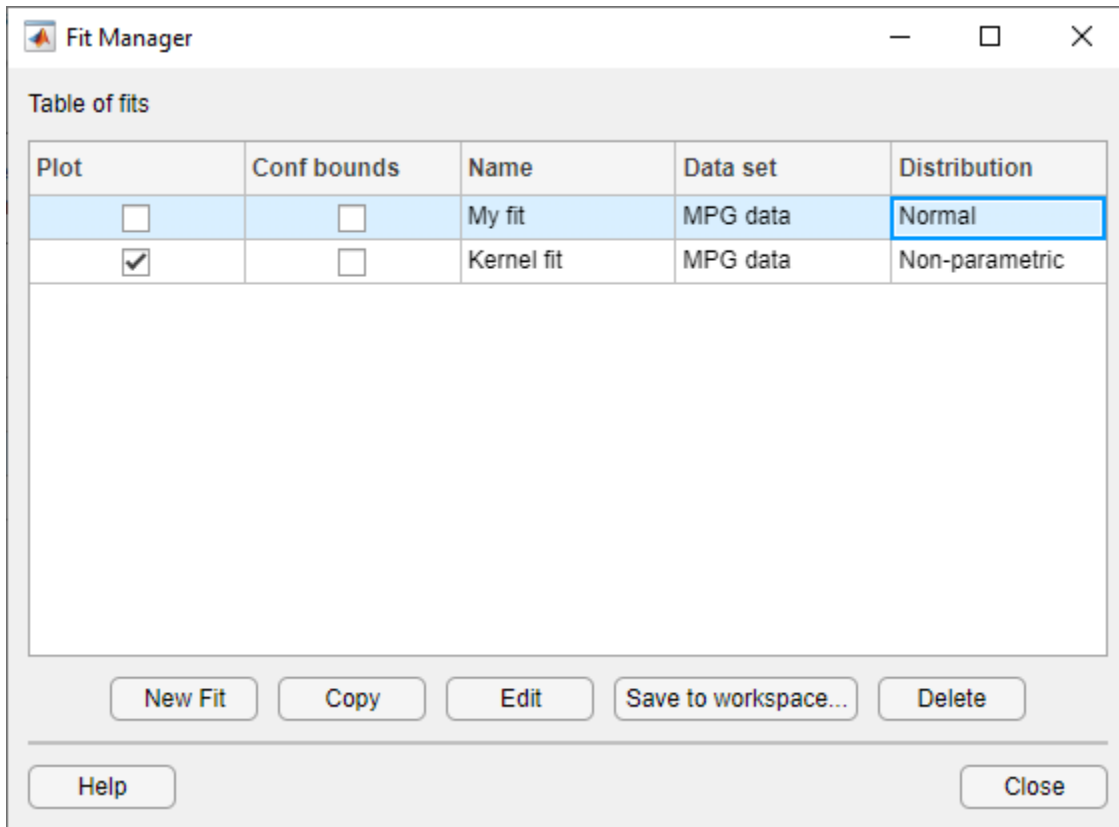 Fit Manager
Table of fits
Plot Conf bounds Name Data set Distribution
My fit MPG data Normal
Kernel fit MPG data Non-parametric
New Fit Copy Edit Save to workspace... Delete
Help Close